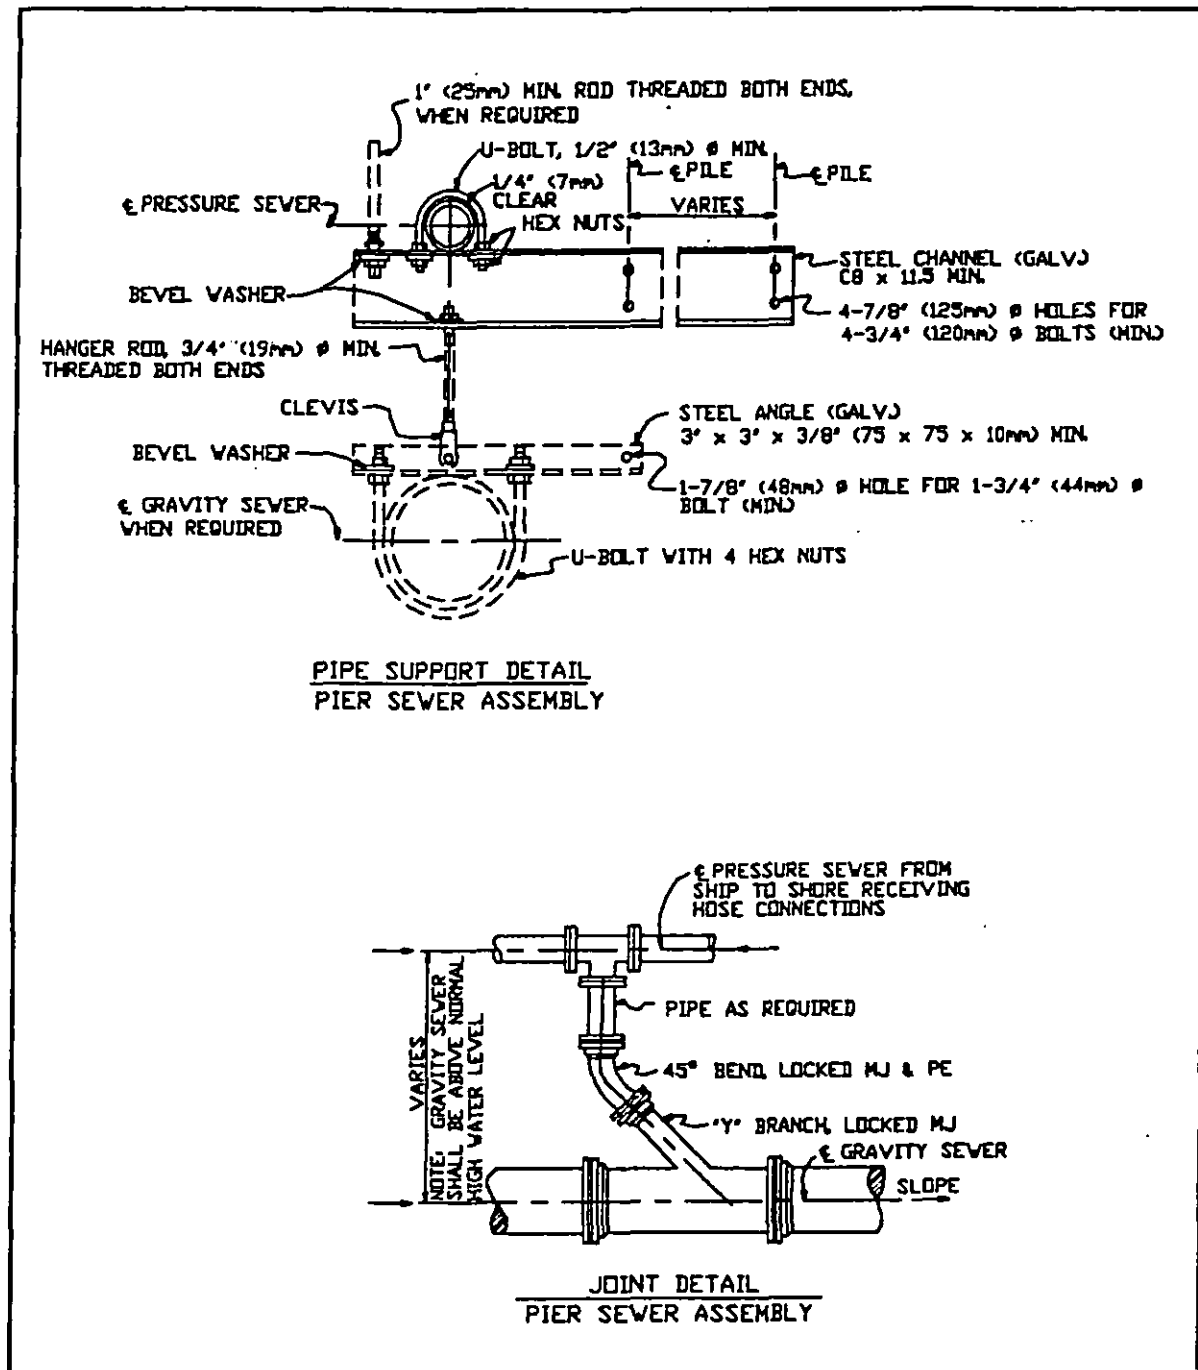 1" (25mm) MIN. ROD THREADED BOTH ENDS,
WHEN REQUIRED
U-BOLT, 1/2" (13mm) ø MIN.
℄ PILE
℄ PILE
1/4" (7mm)
CLEAR
VARIES
℄ PRESSURE SEWER
HEX NUTS
STEEL CHANNEL (GALV.)
C8 x 11.5 MIN.
BEVEL WASHER
4-7/8" (125mm) ø HOLES FOR
4-3/4" (120mm) ø BOLTS (MIN.)
HANGER ROD, 3/4" (19mm) ø MIN.
THREADED BOTH ENDS
CLEVIS
STEEL ANGLE (GALV.)
3" x 3" x 3/8" (75 x 75 x 10mm) MIN.
BEVEL WASHER
1-7/8" (48mm) ø HOLE FOR 1-3/4" (44mm) ø
BOLT (MIN.)
℄ GRAVITY SEWER
WHEN REQUIRED
U-BOLT WITH 4 HEX NUTS
PIPE SUPPORT DETAIL
PIER SEWER ASSEMBLY
℄ PRESSURE SEWER FROM
SHIP TO SHORE RECEIVING
HOSE CONNECTIONS
VARIES
NOTE: GRAVITY SEWER
SHALL BE ABOVE NORMAL
HIGH WATER LEVEL
PIPE AS REQUIRED
45° BEND, LOCKED MJ & PE
"Y" BRANCH, LOCKED MJ
℄ GRAVITY SEWER
SLOPE
JOINT DETAIL
PIER SEWER ASSEMBLY